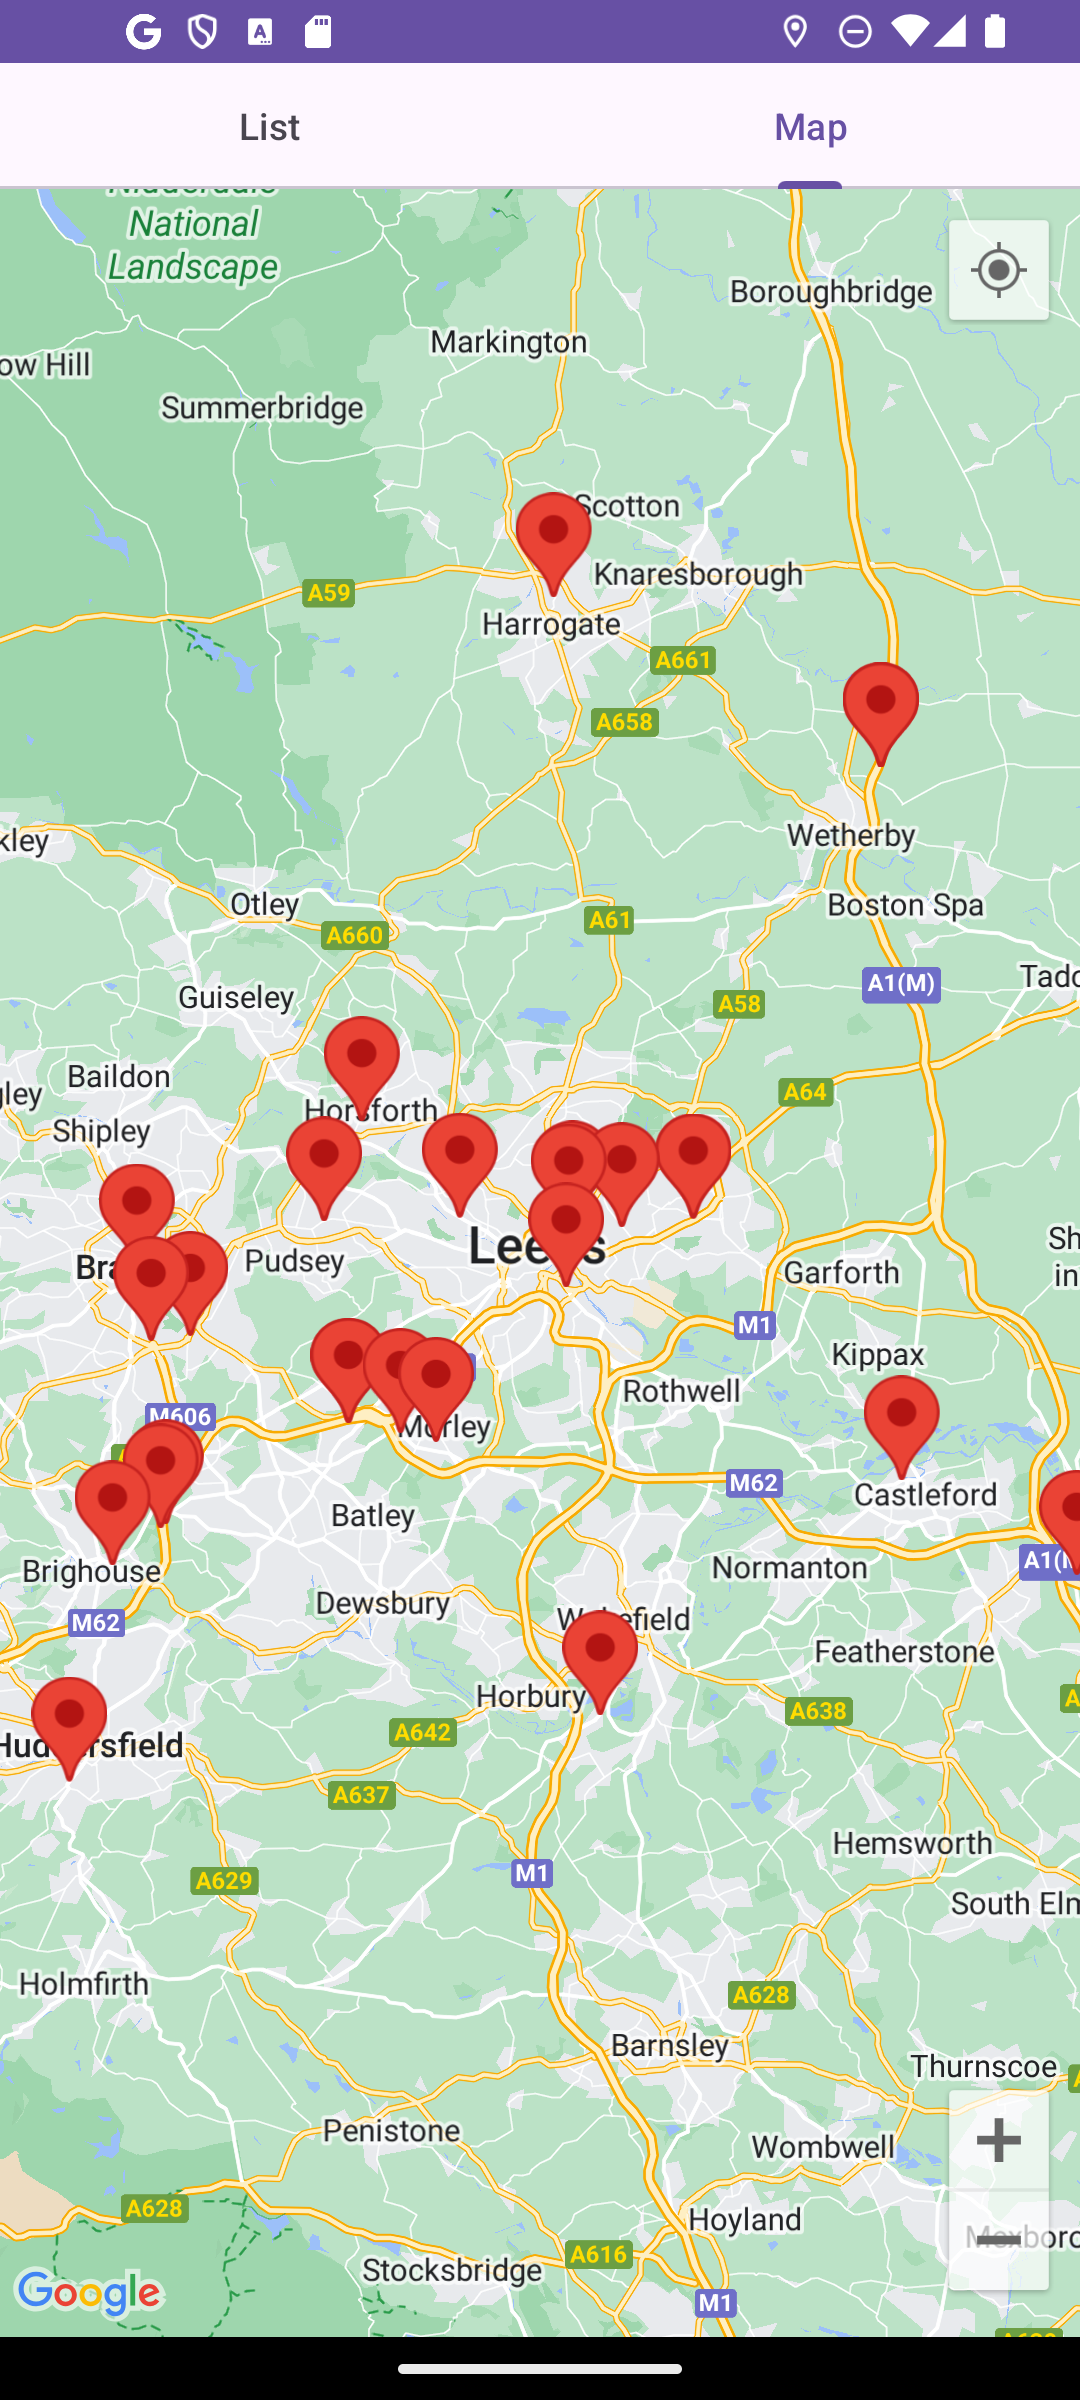 List
Map
National
Landscape
Boroughbridge
Markington
ow Hill
Summerbridge
Scotton
Knaresborough
A59
Harrogate
A661
A658
Wetherby
kley
Otley
Boston Spa
A61
A660
A1(M)
Tadc
Guiseley
A58
Baildon
A64
gley
Horsforth
Shipley
Leeds
Sh
in
Bra
Pudsey
Garforth
M1
Kippax
Rothwell
M606
Morley
M62
Castleford
Batley
A1(M
Brighouse
Normanton
Dewsbury
Wakefield
M62
Featherstone
Horbury
A638
A642
Huddersfield
A637
Hemsworth
M1
A629
South Elm
Holmfirth
A628
Barnsley
Thurnscoe
Penistone
Wombwell
A628
Hoyland
Mexboro
A616
Stocksbridge
Google
M1